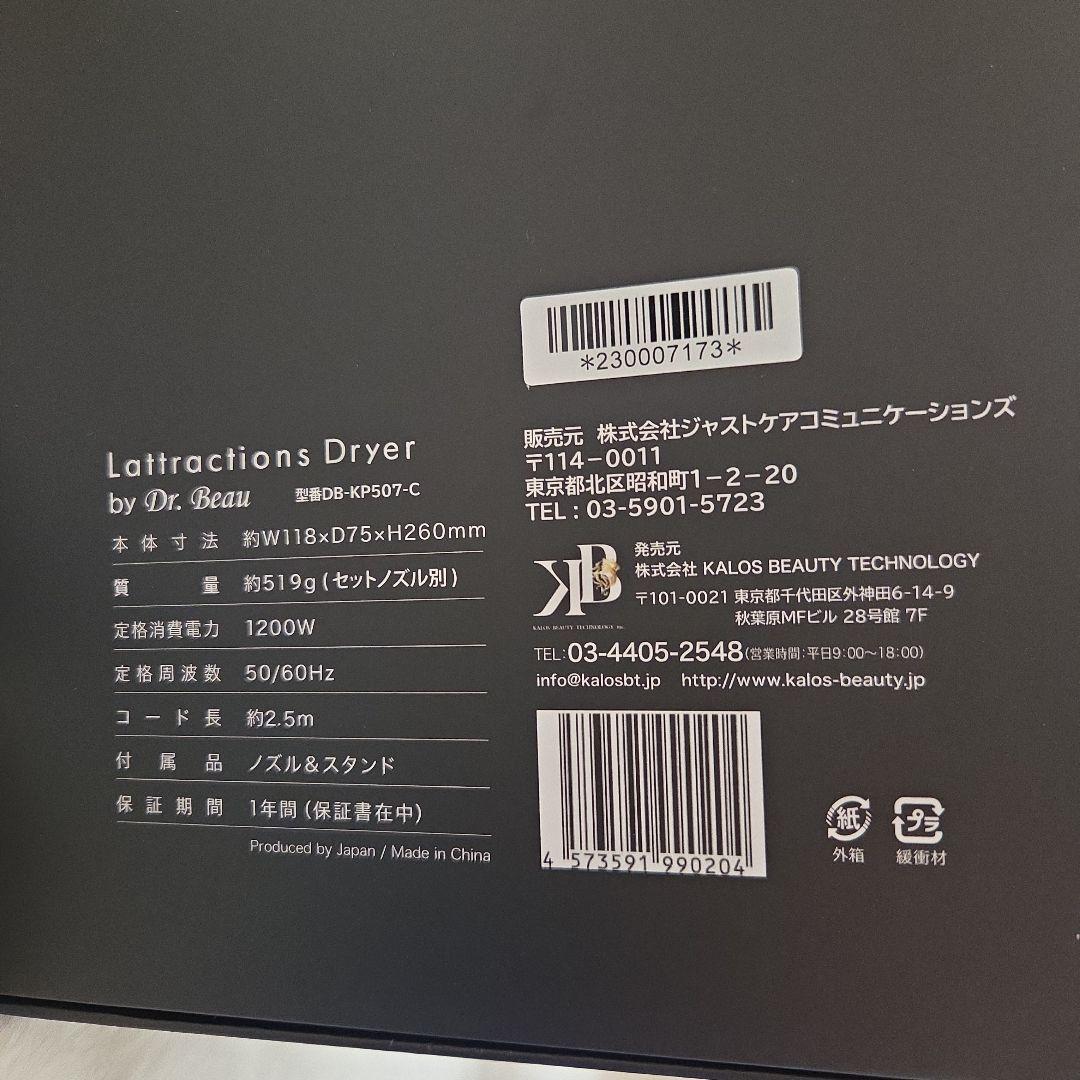 Lattractions Dryer
by Dr. Beau 型番DB-KP507-C
本体寸法 約W118×D75×H260mm
質量 約519g(セットノズル別)
定格消費電力 1200W
定格周波数 50/60Hz
コード長 約2.5m
付属品 ノズル&スタンド
保証期間 1年間(保証書在中)
Produced by Japan / Made in China
*230007173*
販売元 株式会社ジャストケアコミュニケーションズ
〒114-0011
東京都北区昭和町1-2-20
TEL:03-5901-5723
KB
KALOS BEAUTY TECHNOLOGY Inc.
発売元
株式会社 KALOS BEAUTY TECHNOLOGY
〒101-0021 東京都千代田区外神田6-14-9
秋葉原MFビル 28号館 7F
TEL:03-4405-2548(営業時間:平日9:00〜18:00)
info@kalosbt.jp http://www.kalos-beauty.jp
4 573591 990204
紙
外箱
プラ
緩衝材